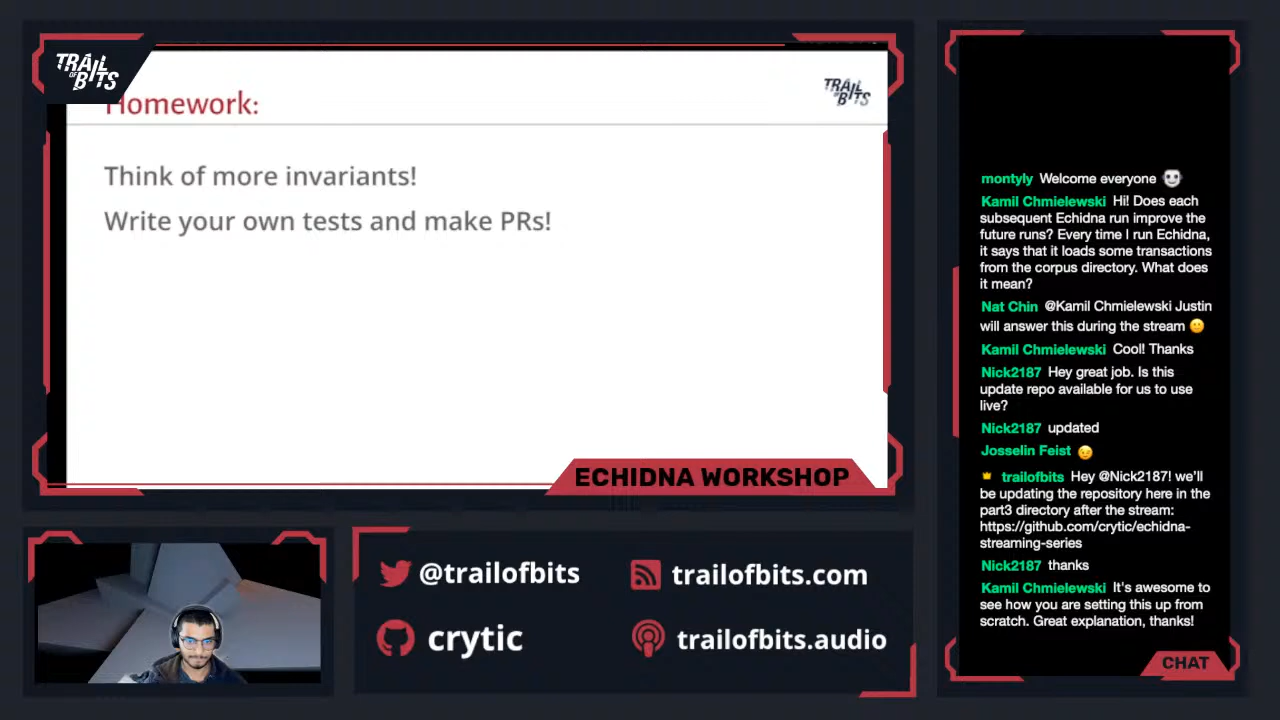 TRAIL
OF
BITS
TRAIL
OF
BITS
Homework:
Think of more invariants!
Write your own tests and make PRs!
ECHIDNA WORKSHOP
@trailofbits
trailofbits.com
crytic
trailofbits.audio
montyly Welcome everyone
Kamil Chmielewski Hi! Does each
subsequent Echidna run improve the
future runs? Every time I run Echidna,
it says that it loads some transactions
from the corpus directory. What does
it mean?
Nat Chin @Kamil Chmielewski Justin
will answer this during the stream 🙂
Kamil Chmielewski Cool! Thanks
Nick2187 Hey great job. Is this
update repo available for us to use
live?
Nick2187 updated
Josselin Feist 😉
trailofbits Hey @Nick2187! we'll
be updating the repository here in the
part3 directory after the stream:
https://github.com/crytic/echidna-
streaming-series
Nick2187 thanks
Kamil Chmielewski It's awesome to
see how you are setting this up from
scratch. Great explanation, thanks!
CHAT